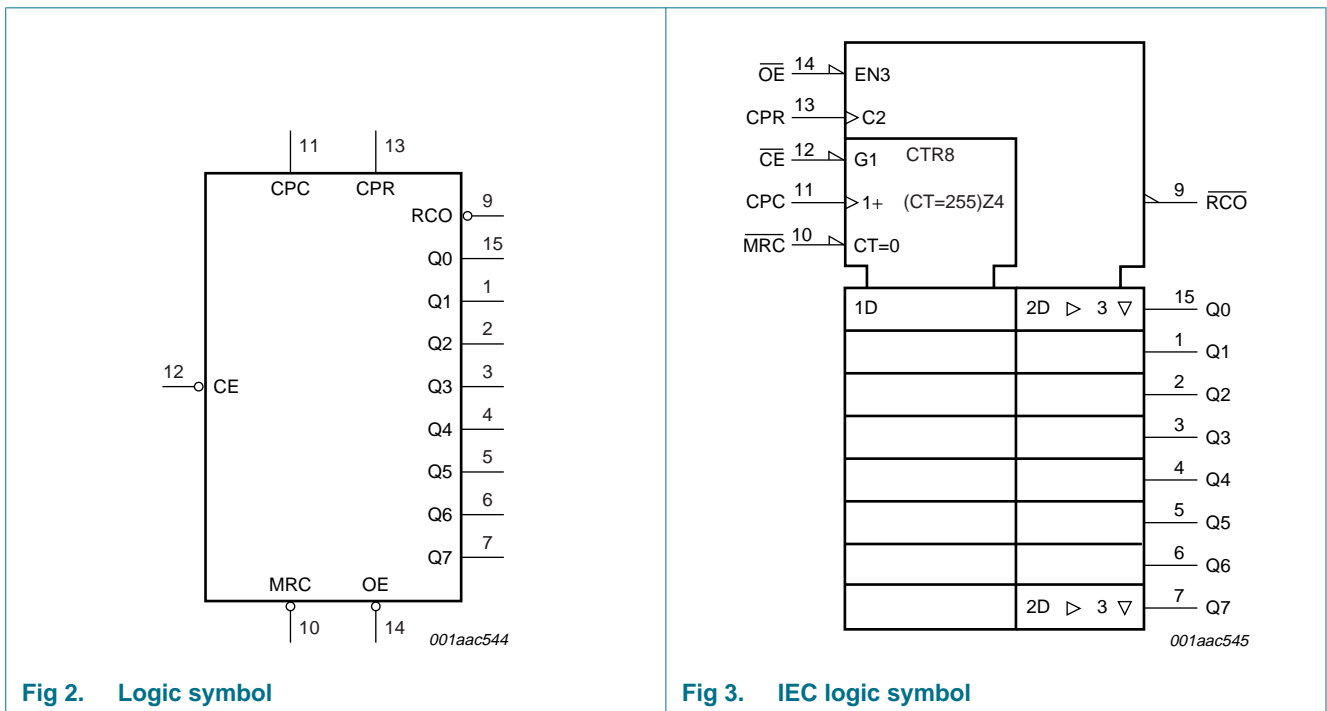 11 13
CPC CPR
RCO 9
Q0 15
Q1 1
Q2 2
Q3 3
12 CE
Q4 4
Q5 5
Q6 6
Q7 7
MRC OE
10 14
001aac544
Fig 2. Logic symbol
OE 14 EN3
CPR 13 C2
CE 12 G1 CTR8
CPC 11 1+ (CT=255)Z4
9 RCO
MRC 10 CT=0
1D 2D ▷ 3 ▽ 15 Q0
1 Q1
2 Q2
3 Q3
4 Q4
5 Q5
6 Q6
2D ▷ 3 ▽ 7 Q7
001aac545
Fig 3. IEC logic symbol